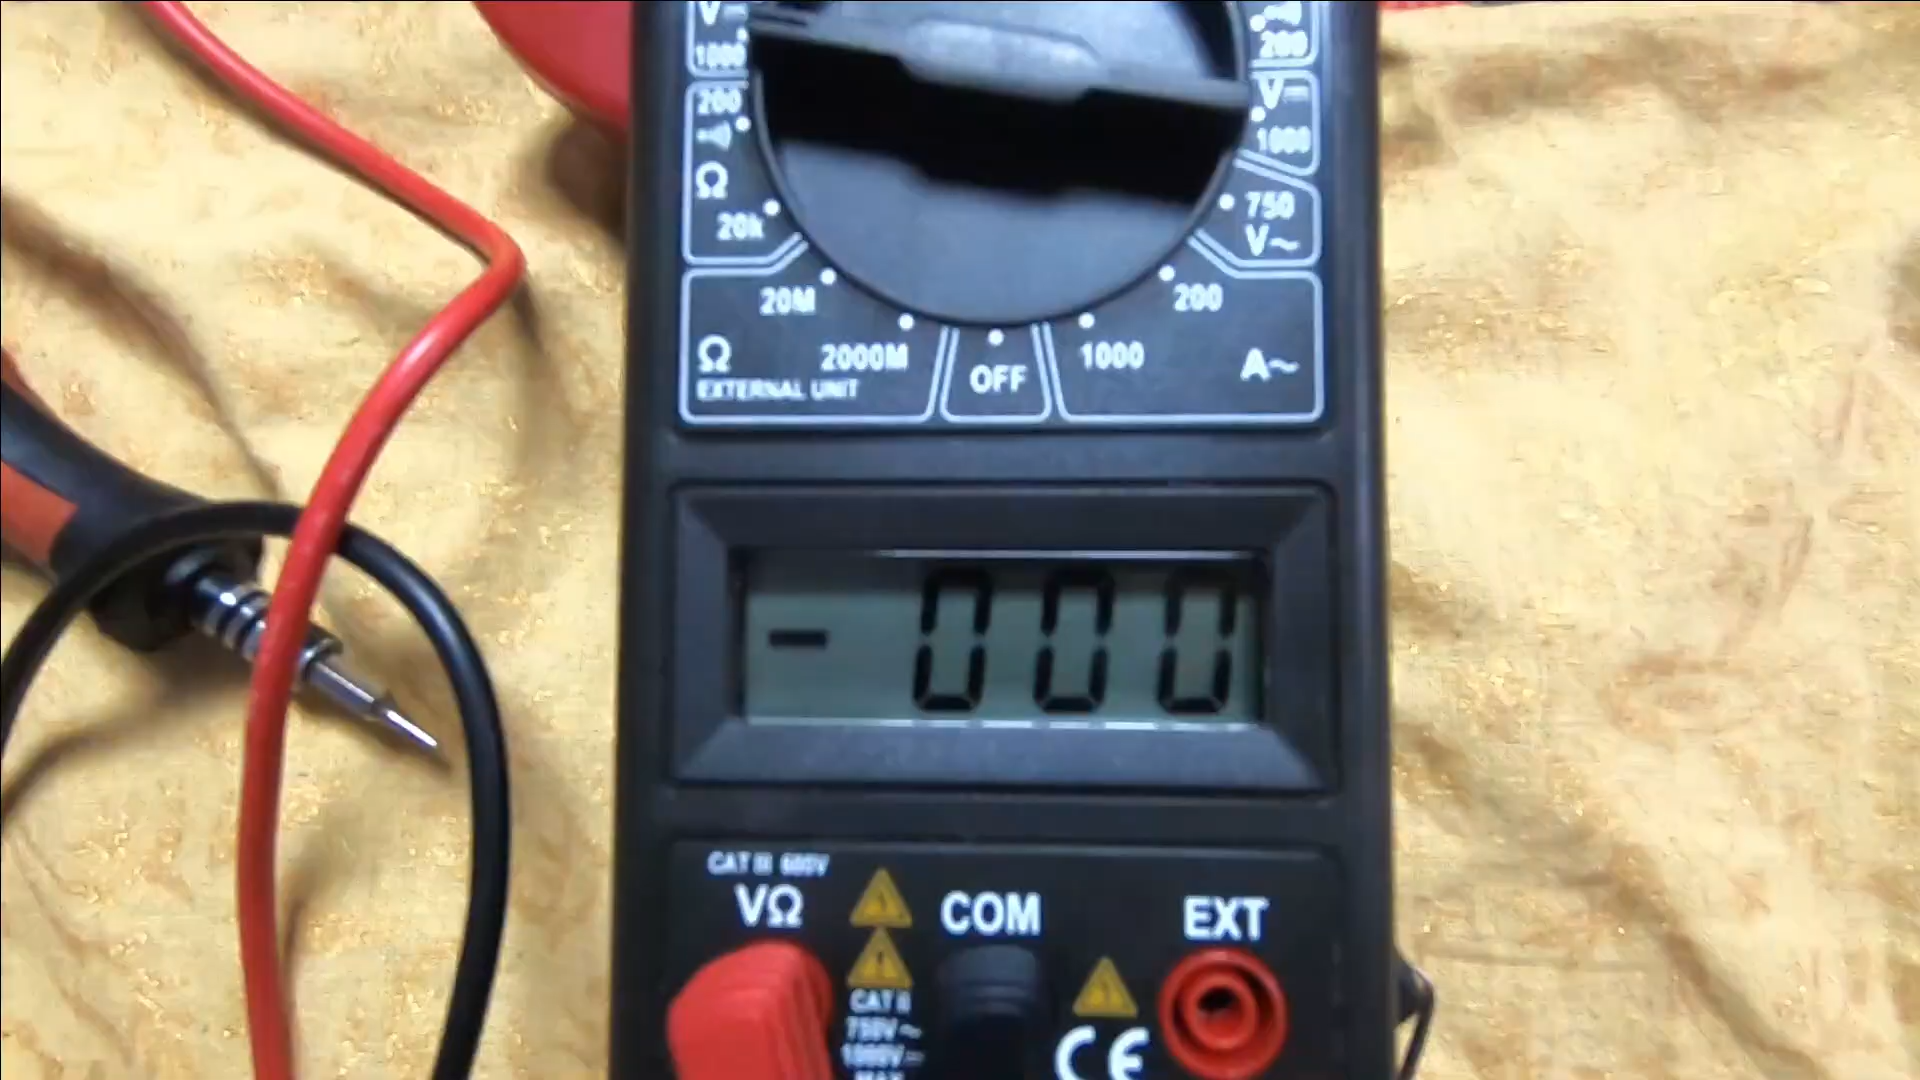 V⎓
1000
200
Ω
20k
20M
Ω
2000M
EXTERNAL UNIT
OFF
200
V⎓
1000
750
V~
200
1000
A~
- 000
CAT III 600V
VΩ
COM
EXT
CAT II
750V~
1000V⎓
MAX
CE